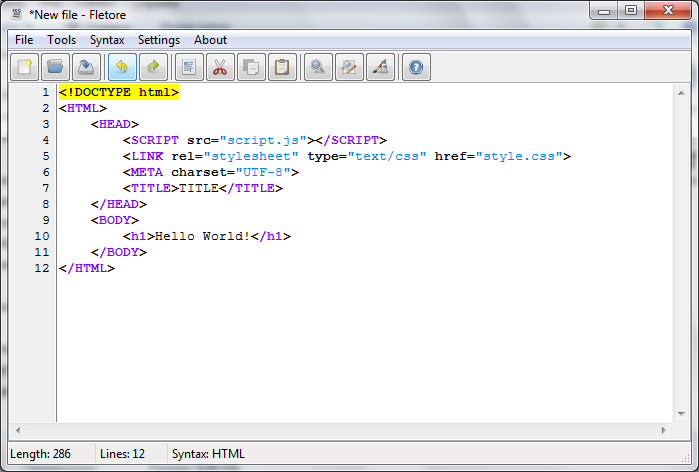 *New file - Fletore
File Tools Syntax Settings About
1 <!DOCTYPE html>
2 <HTML>
3 <HEAD>
4 <SCRIPT src="script.js"></SCRIPT>
5 <LINK rel="stylesheet" type="text/css" href="style.css">
6 <META charset="UTF-8">
7 <TITLE>TITLE</TITLE>
8 </HEAD>
9 <BODY>
10 <h1>Hello World!</h1>
11 </BODY>
12 </HTML>
Length: 286 Lines: 12 Syntax: HTML